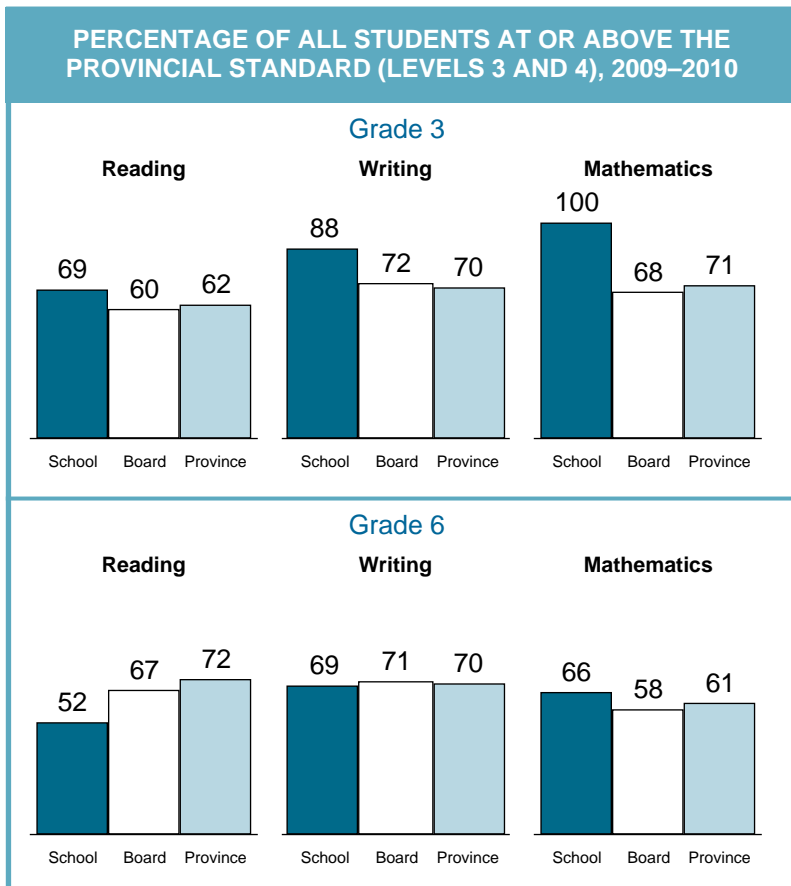 PERCENTAGE OF ALL STUDENTS AT OR ABOVE THE
PROVINCIAL STANDARD (LEVELS 3 AND 4), 2009–2010
Grade 3
Reading Writing Mathematics
69 60 62 88 72 70 100 68 71
School Board Province School Board Province School Board Province
Grade 6
Reading Writing Mathematics
52 67 72 69 71 70 66 58 61
School Board Province School Board Province School Board Province